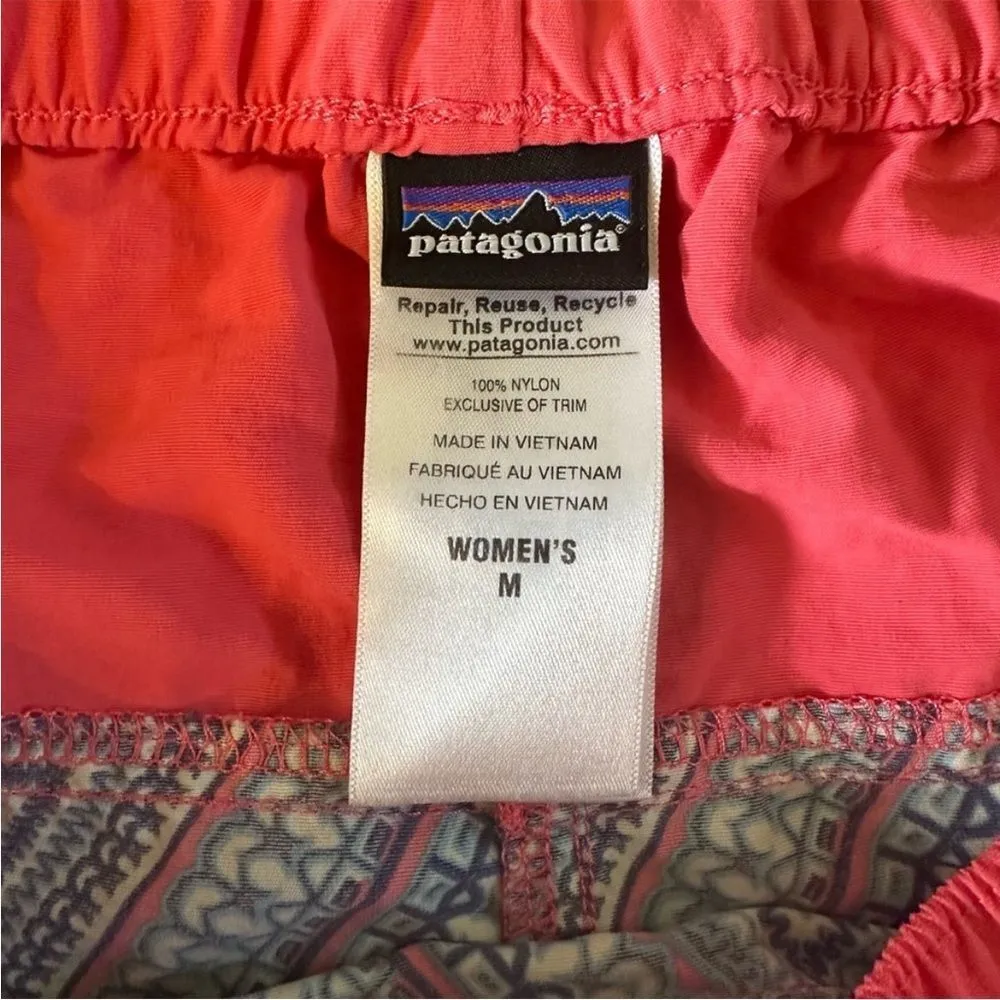 patagonia®
Repair, Reuse, Recycle
This Product
www.patagonia.com
100% NYLON
EXCLUSIVE OF TRIM
MADE IN VIETNAM
FABRIQUÉ AU VIETNAM
HECHO EN VIETNAM
WOMEN'S
M